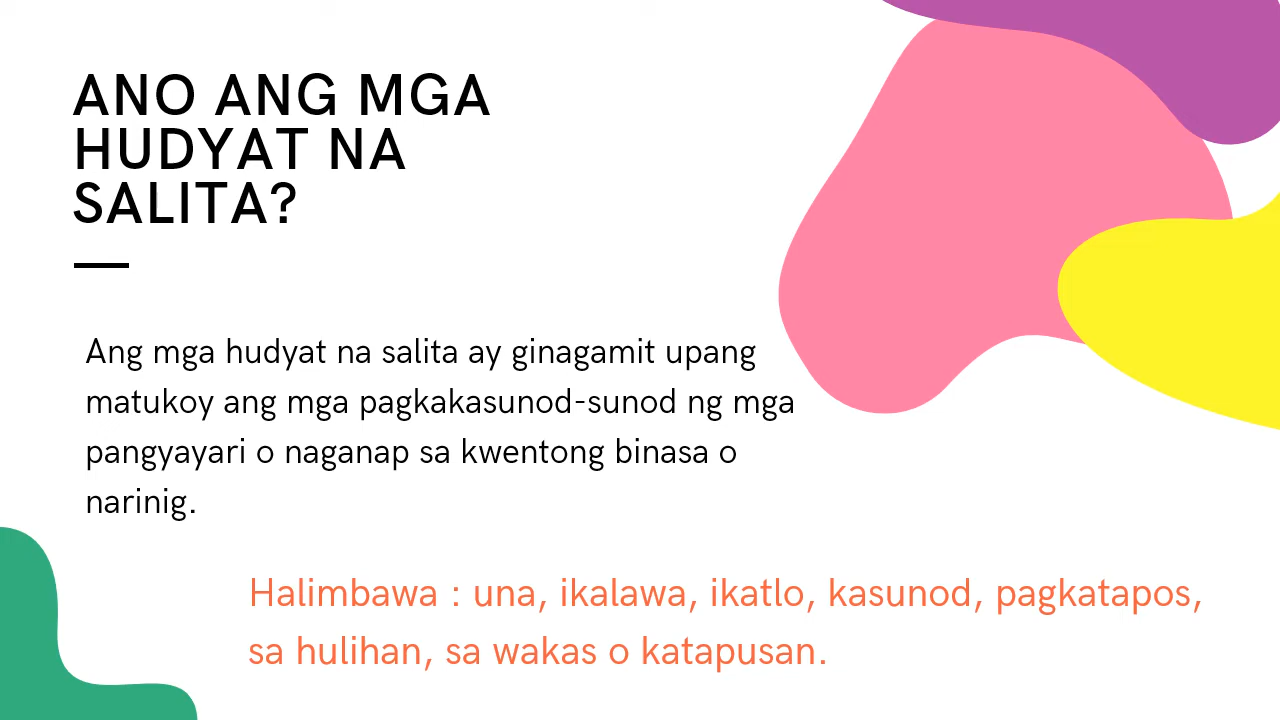 ANO ANG MGA
HUDYAT NA
SALITA?
Ang mga hudyat na salita ay ginagamit upang
matukoy ang mga pagkakasunod-sunod ng mga
pangyayari o naganap sa kwentong binasa o
narinig.
Halimbawa : una, ikalawa, ikatlo, kasunod, pagkatapos,
sa hulihan, sa wakas o katapusan.